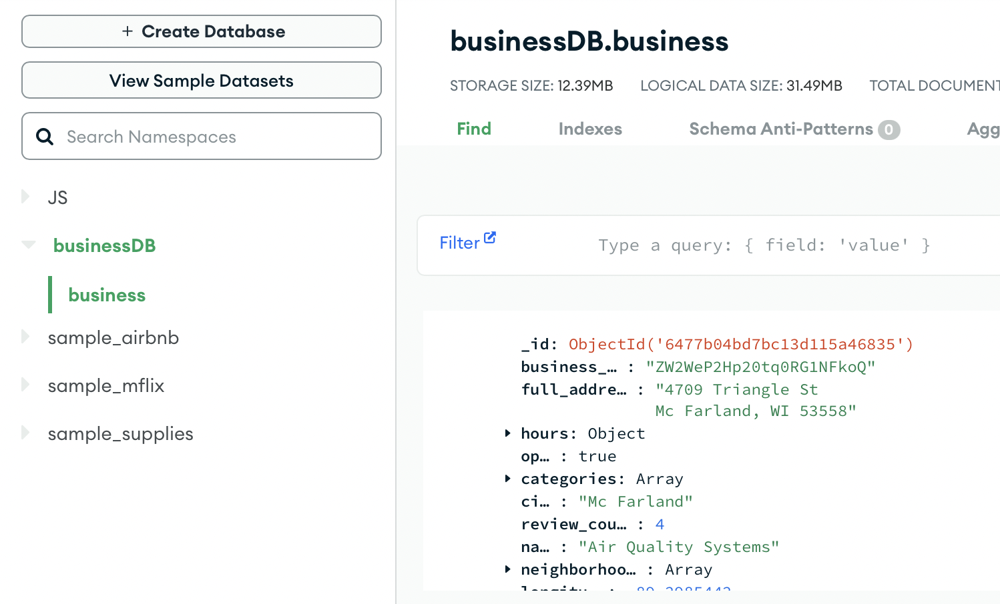 + Create Database
View Sample Datasets
Search Namespaces
JS
businessDB
business
sample_airbnb
sample_mflix
sample_supplies
businessDB.business
STORAGE SIZE: 12.39MB LOGICAL DATA SIZE: 31.49MB TOTAL DOCUMENT
Find Indexes Schema Anti-Patterns 0 Agg
Filter Type a query: { field: 'value' }
_id: ObjectId('6477b04bd7bc13d115a46835')
business_… : "ZW2WeP2Hp20tq0RG1NFkoQ"
full_addre… : "4709 Triangle St
Mc Farland, WI 53558"
hours: Object
op… : true
categories: Array
ci… : "Mc Farland"
review_cou… : 4
na… : "Air Quality Systems"
neighborhoo… : Array